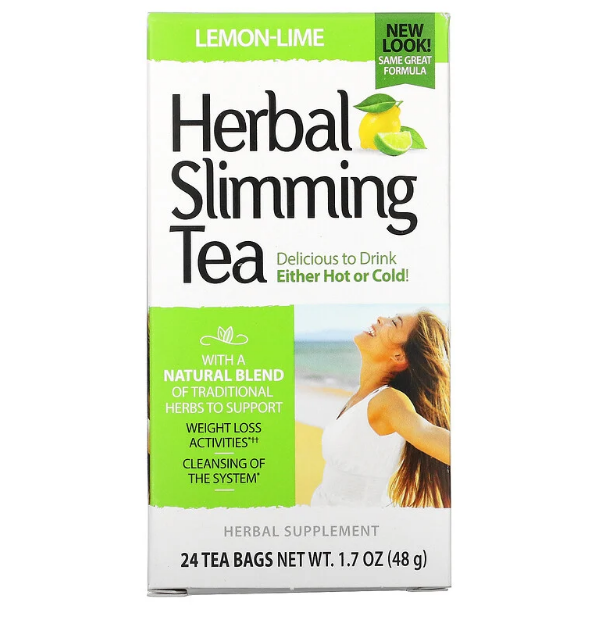 LEMON-LIME
NEW
LOOK!
SAME GREAT
FORMULA
Herbal
Slimming
Tea
Delicious to Drink
Either Hot or Cold!
WITH A
NATURAL BLEND
OF TRADITIONAL
HERBS TO SUPPORT
WEIGHT LOSS
ACTIVITIES*††
CLEANSING OF
THE SYSTEM*
HERBAL SUPPLEMENT
24 TEA BAGS NET WT. 1.7 OZ (48 g)